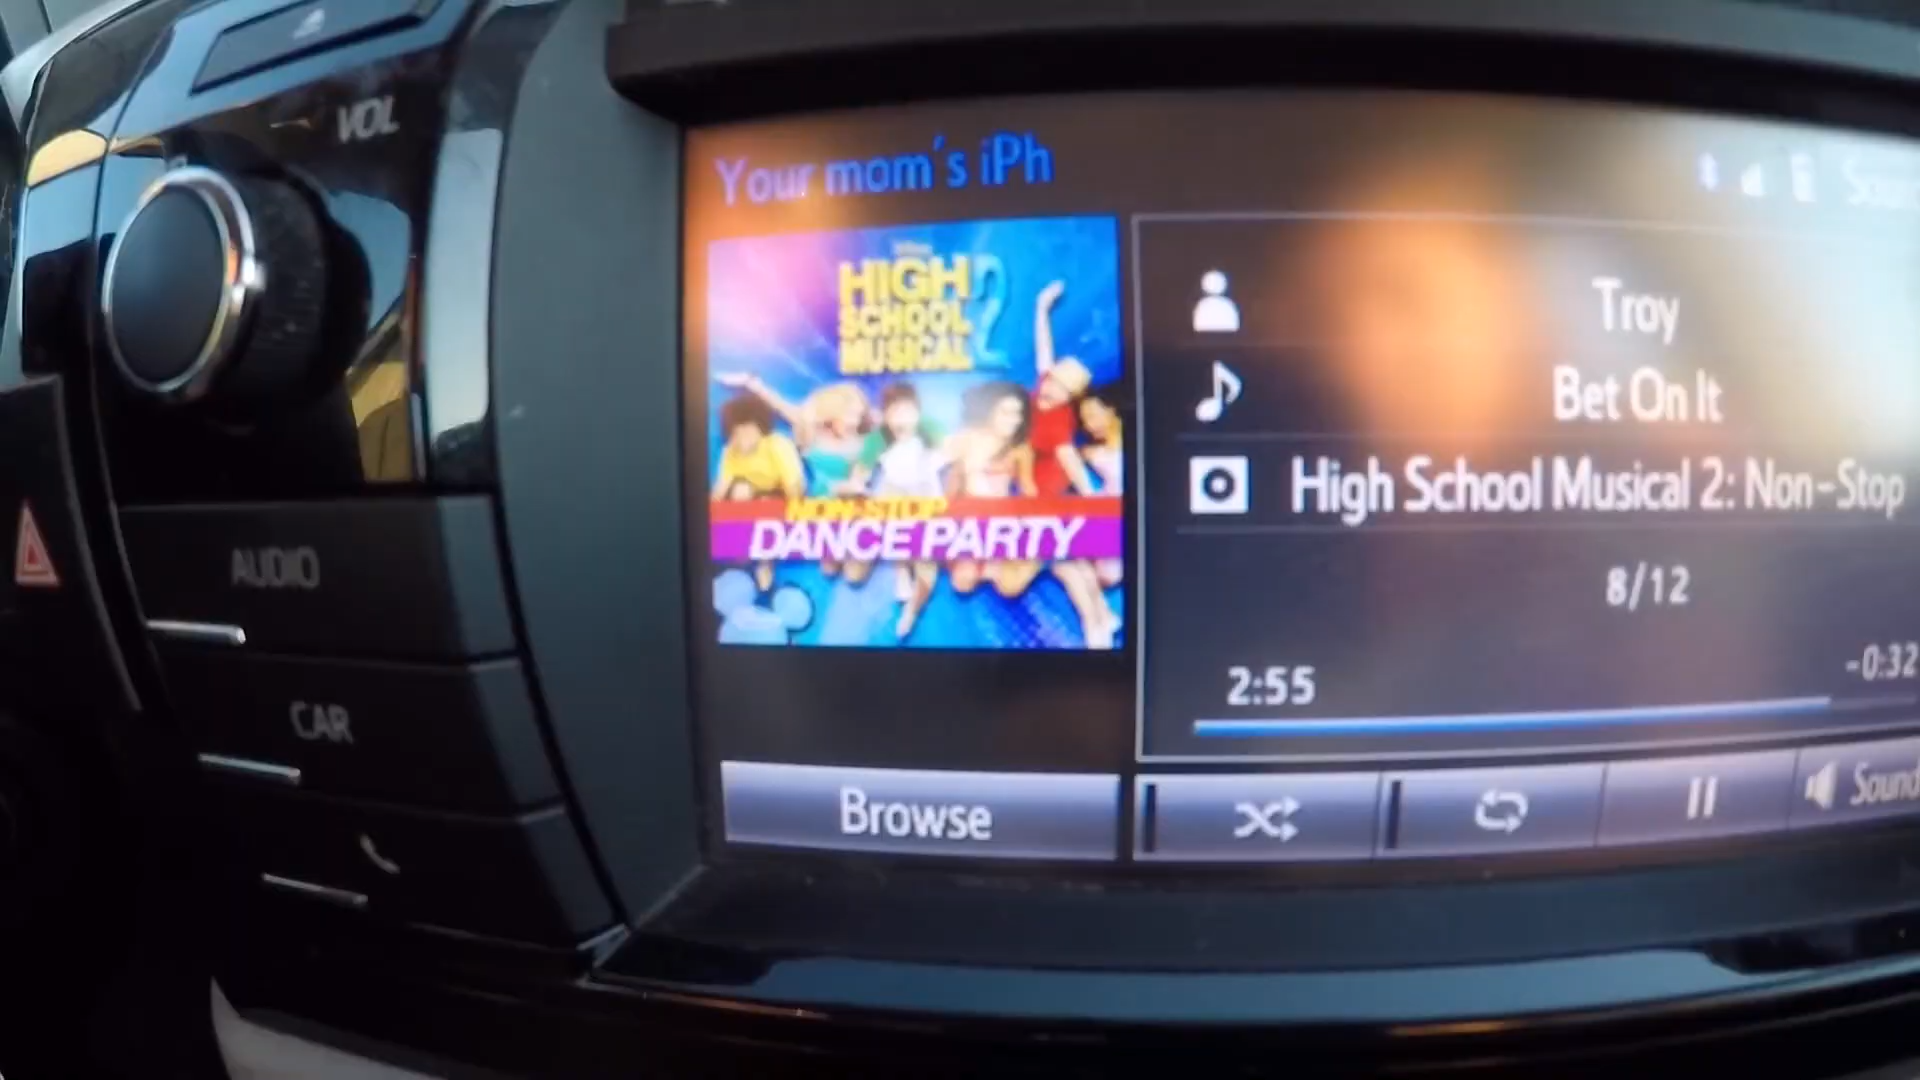 VOL
Your mom's iPh
HIGH
SCHOOL
MUSICAL 2
NON-STOP
DANCE PARTY
Troy
Bet On It
High School Musical 2: Non-Stop
8/12
2:55
-0:32
AUDIO
CAR
Browse
Sound